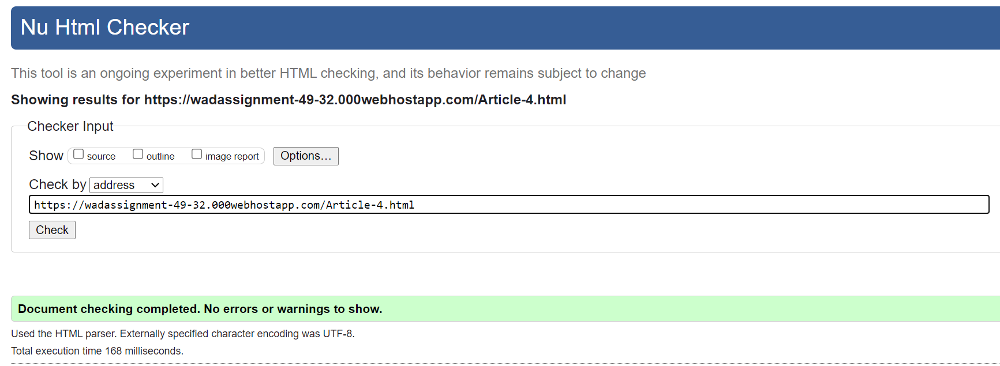 Nu Html Checker
This tool is an ongoing experiment in better HTML checking, and its behavior remains subject to change
Showing results for https://wadassignment-49-32.000webhostapp.com/Article-4.html
Checker Input
Show source outline image report Options...
Check by address
https://wadassignment-49-32.000webhostapp.com/Article-4.html
Check
Document checking completed. No errors or warnings to show.
Used the HTML parser. Externally specified character encoding was UTF-8.
Total execution time 168 milliseconds.